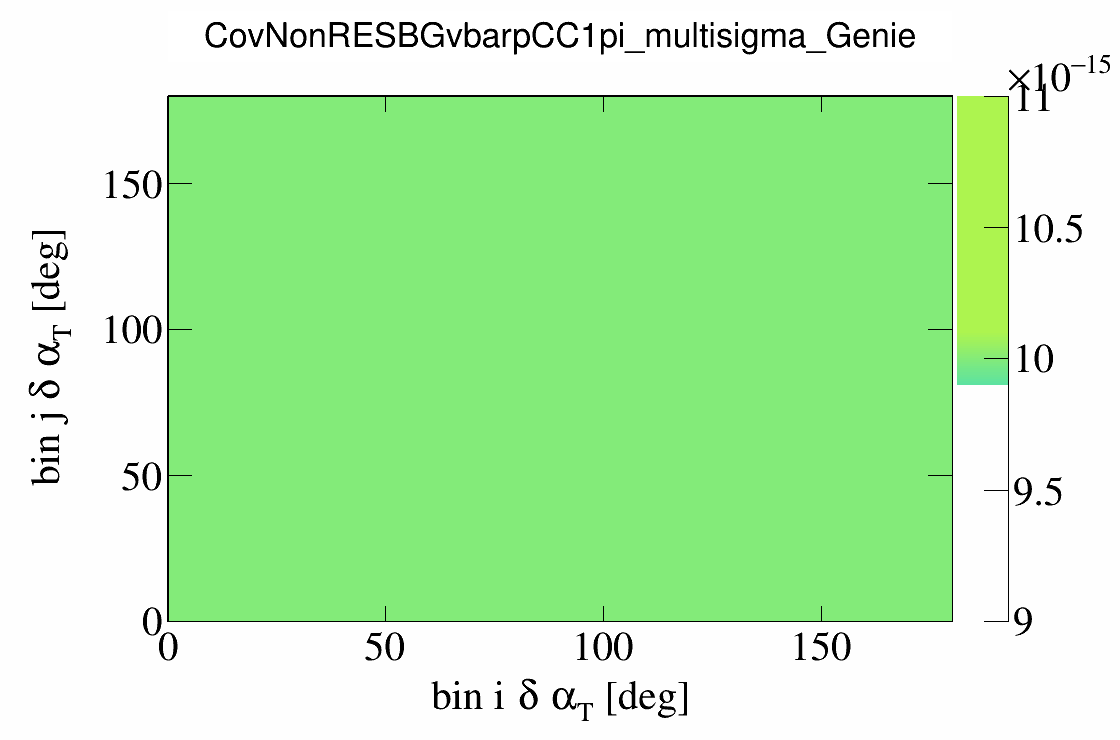 CovNonRESBGvbarpCC1pi_multisigma_Genie
×10⁻¹⁵
11
10.5
10
9.5
9
150
100
50
0
0 50 100 150
bin j δ α_T [deg]
bin i δ α_T [deg]